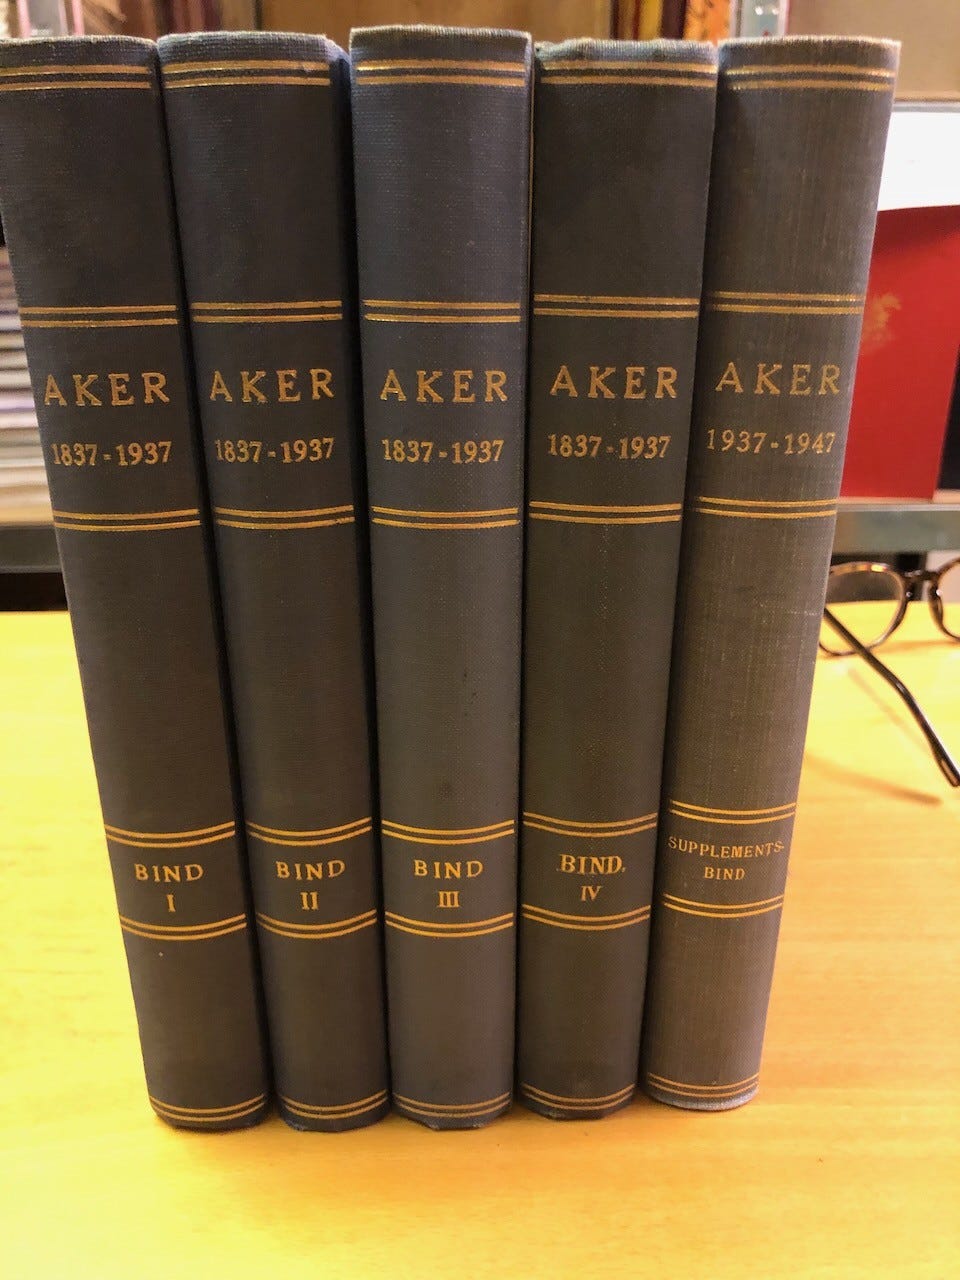 AKER
1837-1937
BIND
I
AKER
1837-1937
BIND
II
AKER
1837-1937
BIND
III
AKER
1837-1937
BIND.
IV
AKER
1937-1947
SUPPLEMENTS-
BIND